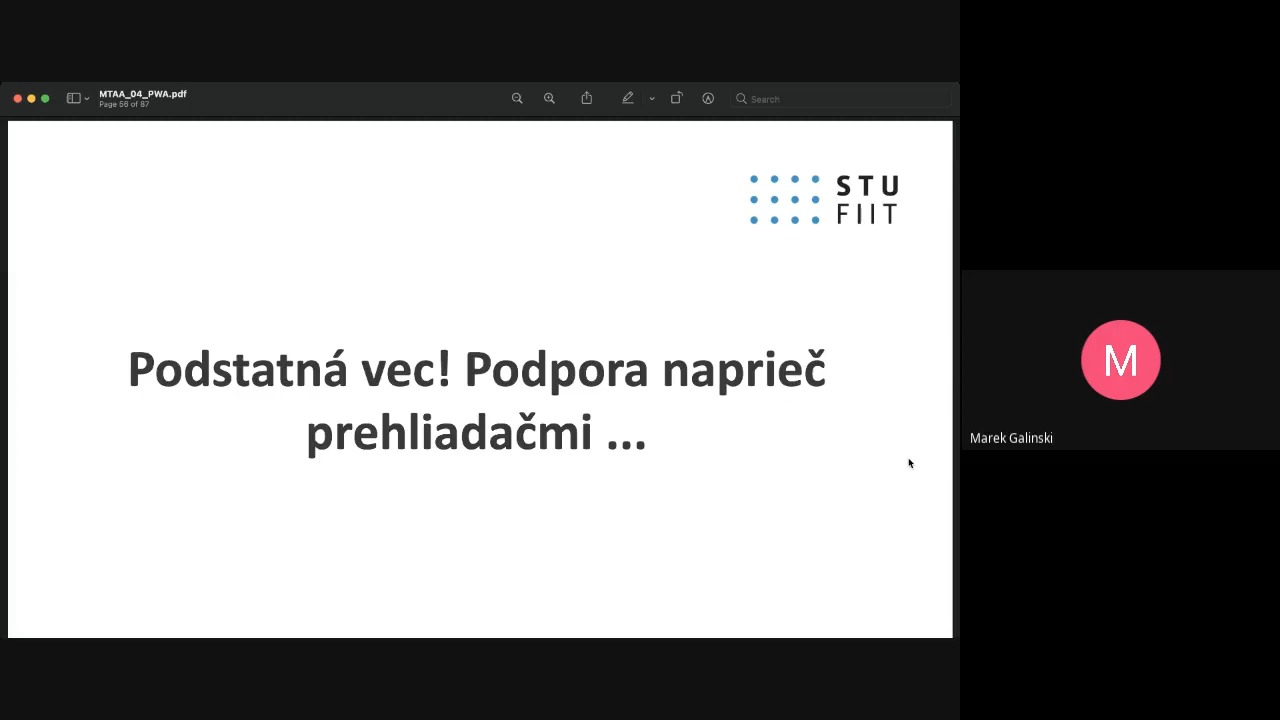 MTAA_04_PWA.pdf
Page 56 of 87
Search
STU
FIIT
Podstatná vec! Podpora naprieč
prehliadačmi ...
M
Marek Galinski